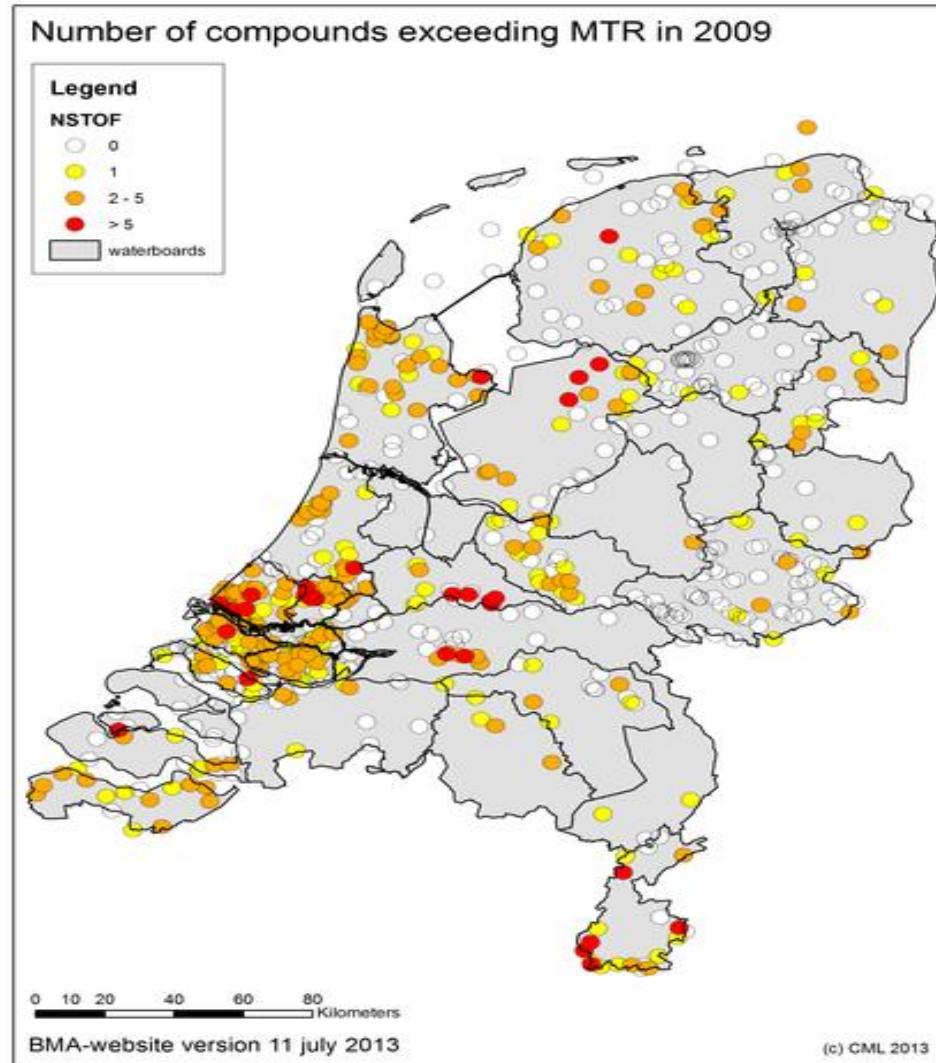 Number of compounds exceeding MTR in 2009
Legend
NSTOF
0
1
2 - 5
> 5
waterboards
0 10 20 40 60 80
Kilometers
BMA-website version 11 july 2013
(c) CML 2013